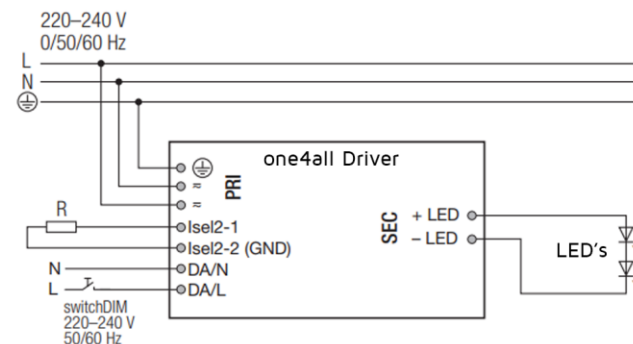 220–240 V
0/50/60 Hz
L
N
one4all Driver
≈
PRI
≈
R
Isel2-1
Isel2-2 (GND)
SEC
+ LED
– LED
LED's
N
DA/N
L
DA/L
switchDIM
220–240 V
50/60 Hz